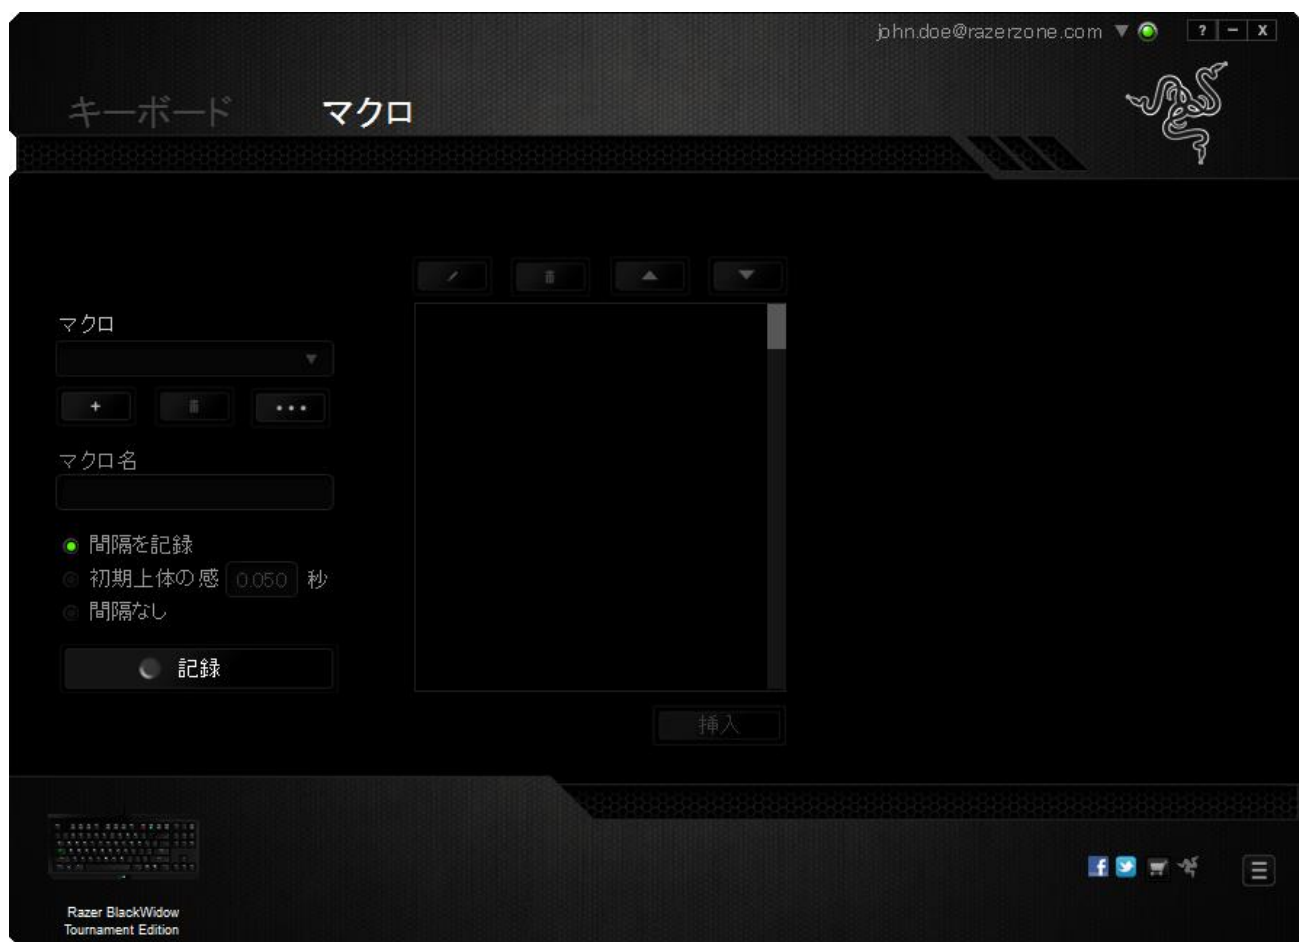 john.doe@razerzone.com
? – X
キーボード マクロ
マクロ
+ ...
マクロ名
間隔を記録
初期上体の感 0.050 秒
間隔なし
記録
挿入
Razer BlackWidow
Tournament Edition